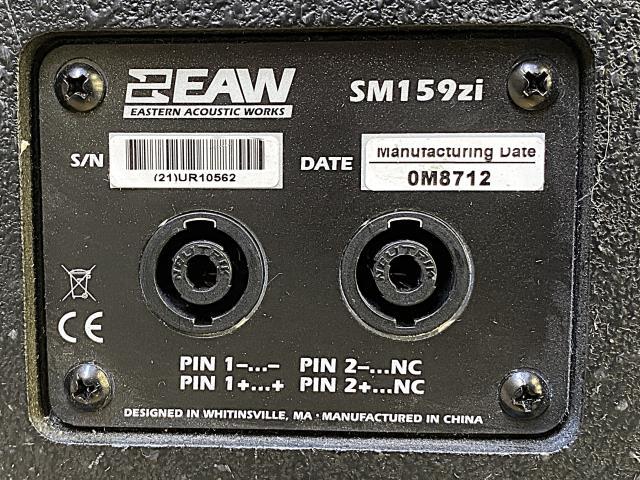 EAW
EASTERN ACOUSTIC WORKS
SM159zi
S/N
(21)UR10562
DATE
Manufacturing Date
0M8712
NEUTRIK
NEUTRIK
CE
PIN 1–...– PIN 2–...NC
PIN 1+...+ PIN 2+...NC
DESIGNED IN WHITINSVILLE, MA · MANUFACTURED IN CHINA